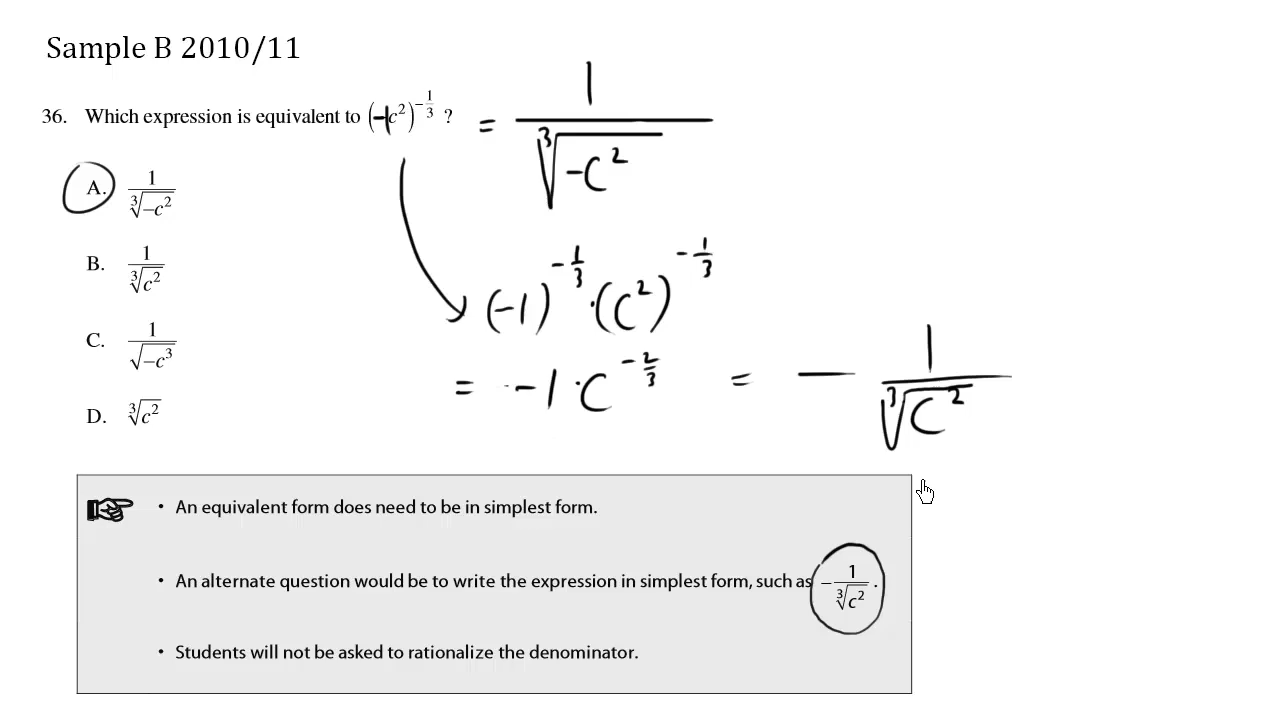 Sample B 2010/11
36. Which expression is equivalent to (-1c²)^(-1/3) ? = 1/∛(-c²)
A. 1/∛(-c²)
B. 1/∛(c²)
C. 1/√(-c³)
D. ∛(c²)
(-1)^(-1/3) · (c²)^(-1/3)
= -1 · c^(-2/3) = - 1/∛(c²)
• An equivalent form does need to be in simplest form.
• An alternate question would be to write the expression in simplest form, such as -1/∛(c²).
• Students will not be asked to rationalize the denominator.